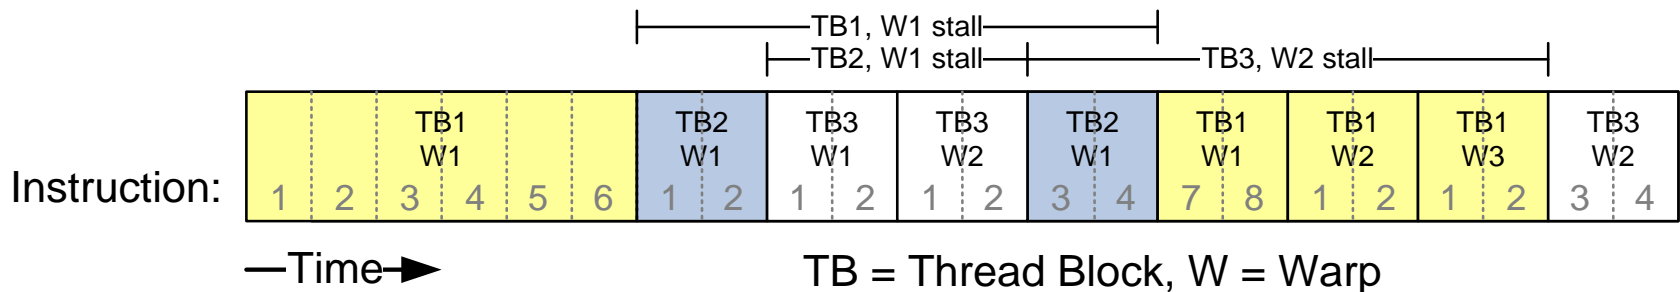 TB1, W1 stall
TB2, W1 stall TB3, W2 stall
TB1 TB2 TB3 TB3 TB2 TB1 TB1 TB1 TB3
W1 W1 W1 W2 W1 W1 W2 W3 W2
Instruction: 1 2 3 4 5 6 1 2 1 2 1 2 3 4 7 8 1 2 1 2 3 4
Time
TB = Thread Block, W = Warp